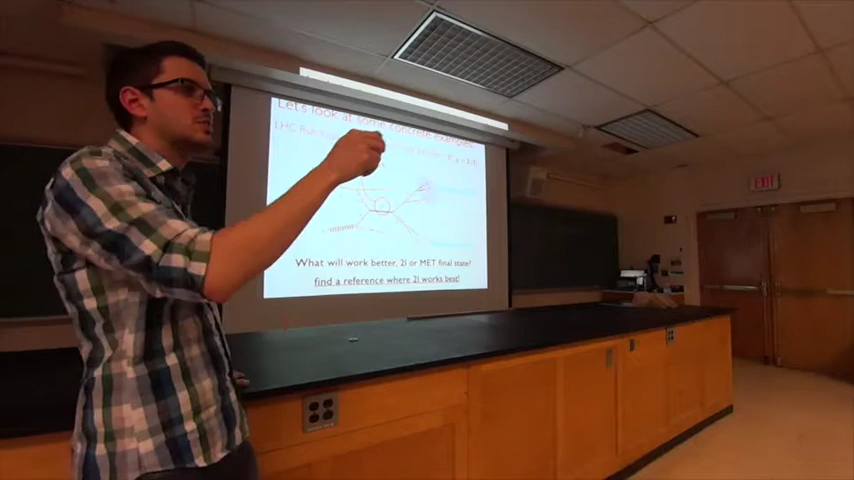 Let's look at some concrete examples
LHC
What will work better, 2l or MET final state?
find a reference where 2l works best!
EXIT